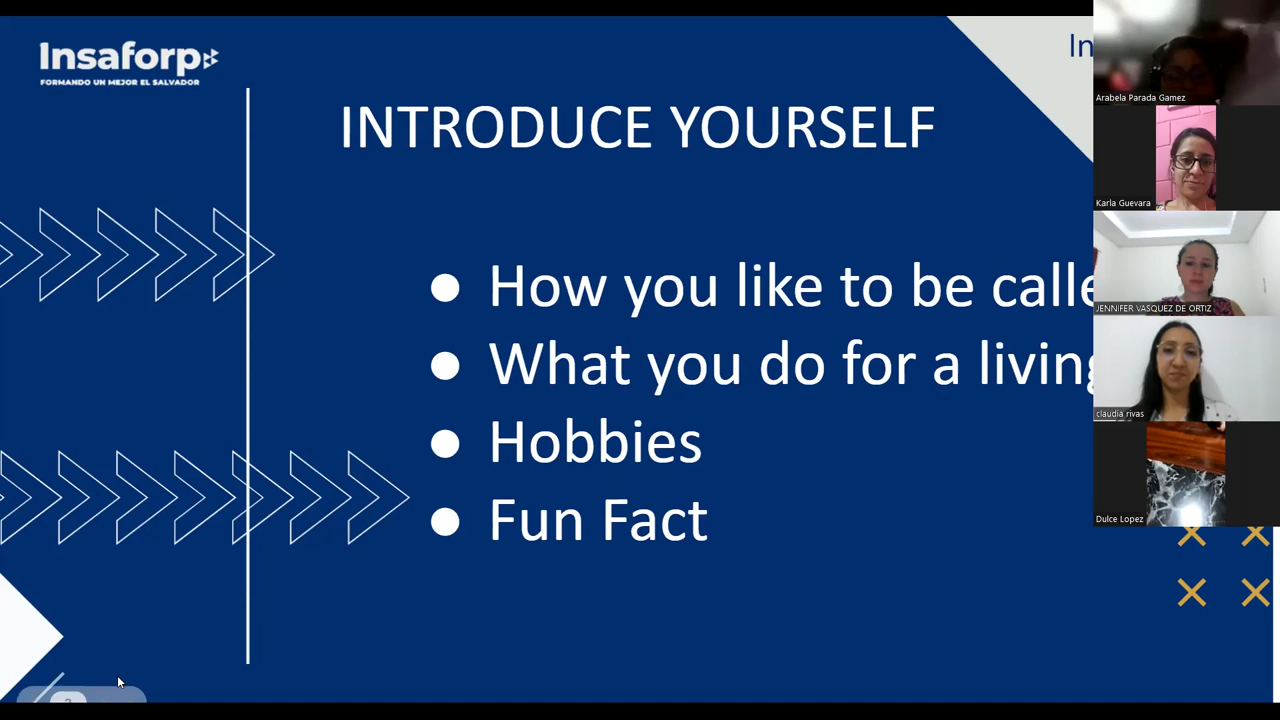 Insaforp
FORMANDO UN MEJOR EL SALVADOR
In
INTRODUCE YOURSELF
● How you like to be calle
● What you do for a living
● Hobbies
● Fun Fact
Arabela Parada Gamez
Karla Guevara
JENNIFER VASQUEZ DE ORTIZ
claudia rivas
Dulce Lopez